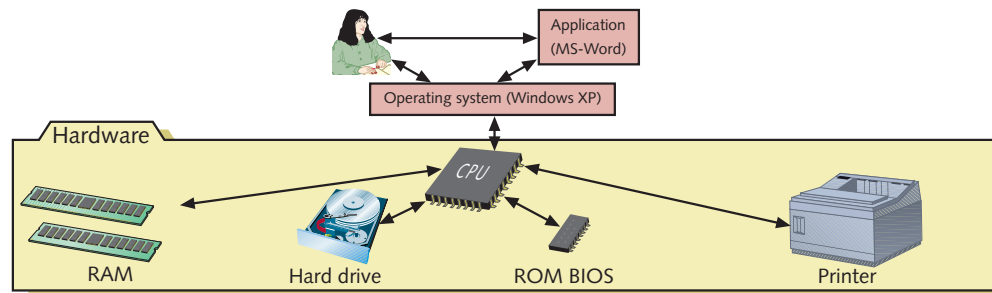 Application
(MS-Word)
Operating system (Windows XP)
Hardware
CPU
RAM
Hard drive
ROM BIOS
Printer